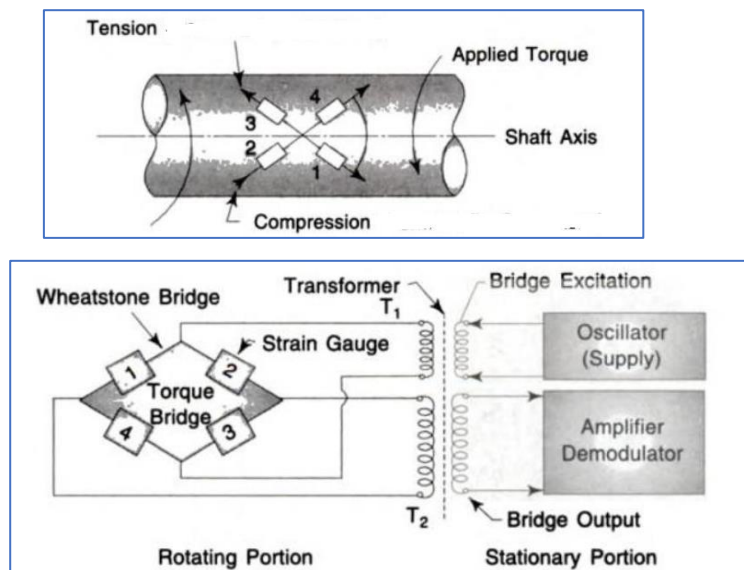 Tension
Applied Torque
4
3
Shaft Axis
2
1
Compression
Transformer
Bridge Excitation
Wheatstone Bridge
T1
Strain Gauge
Oscillator
(Supply)
1
2
Torque
Bridge
4
3
Amplifier
Demodulator
T2
Bridge Output
Rotating Portion
Stationary Portion